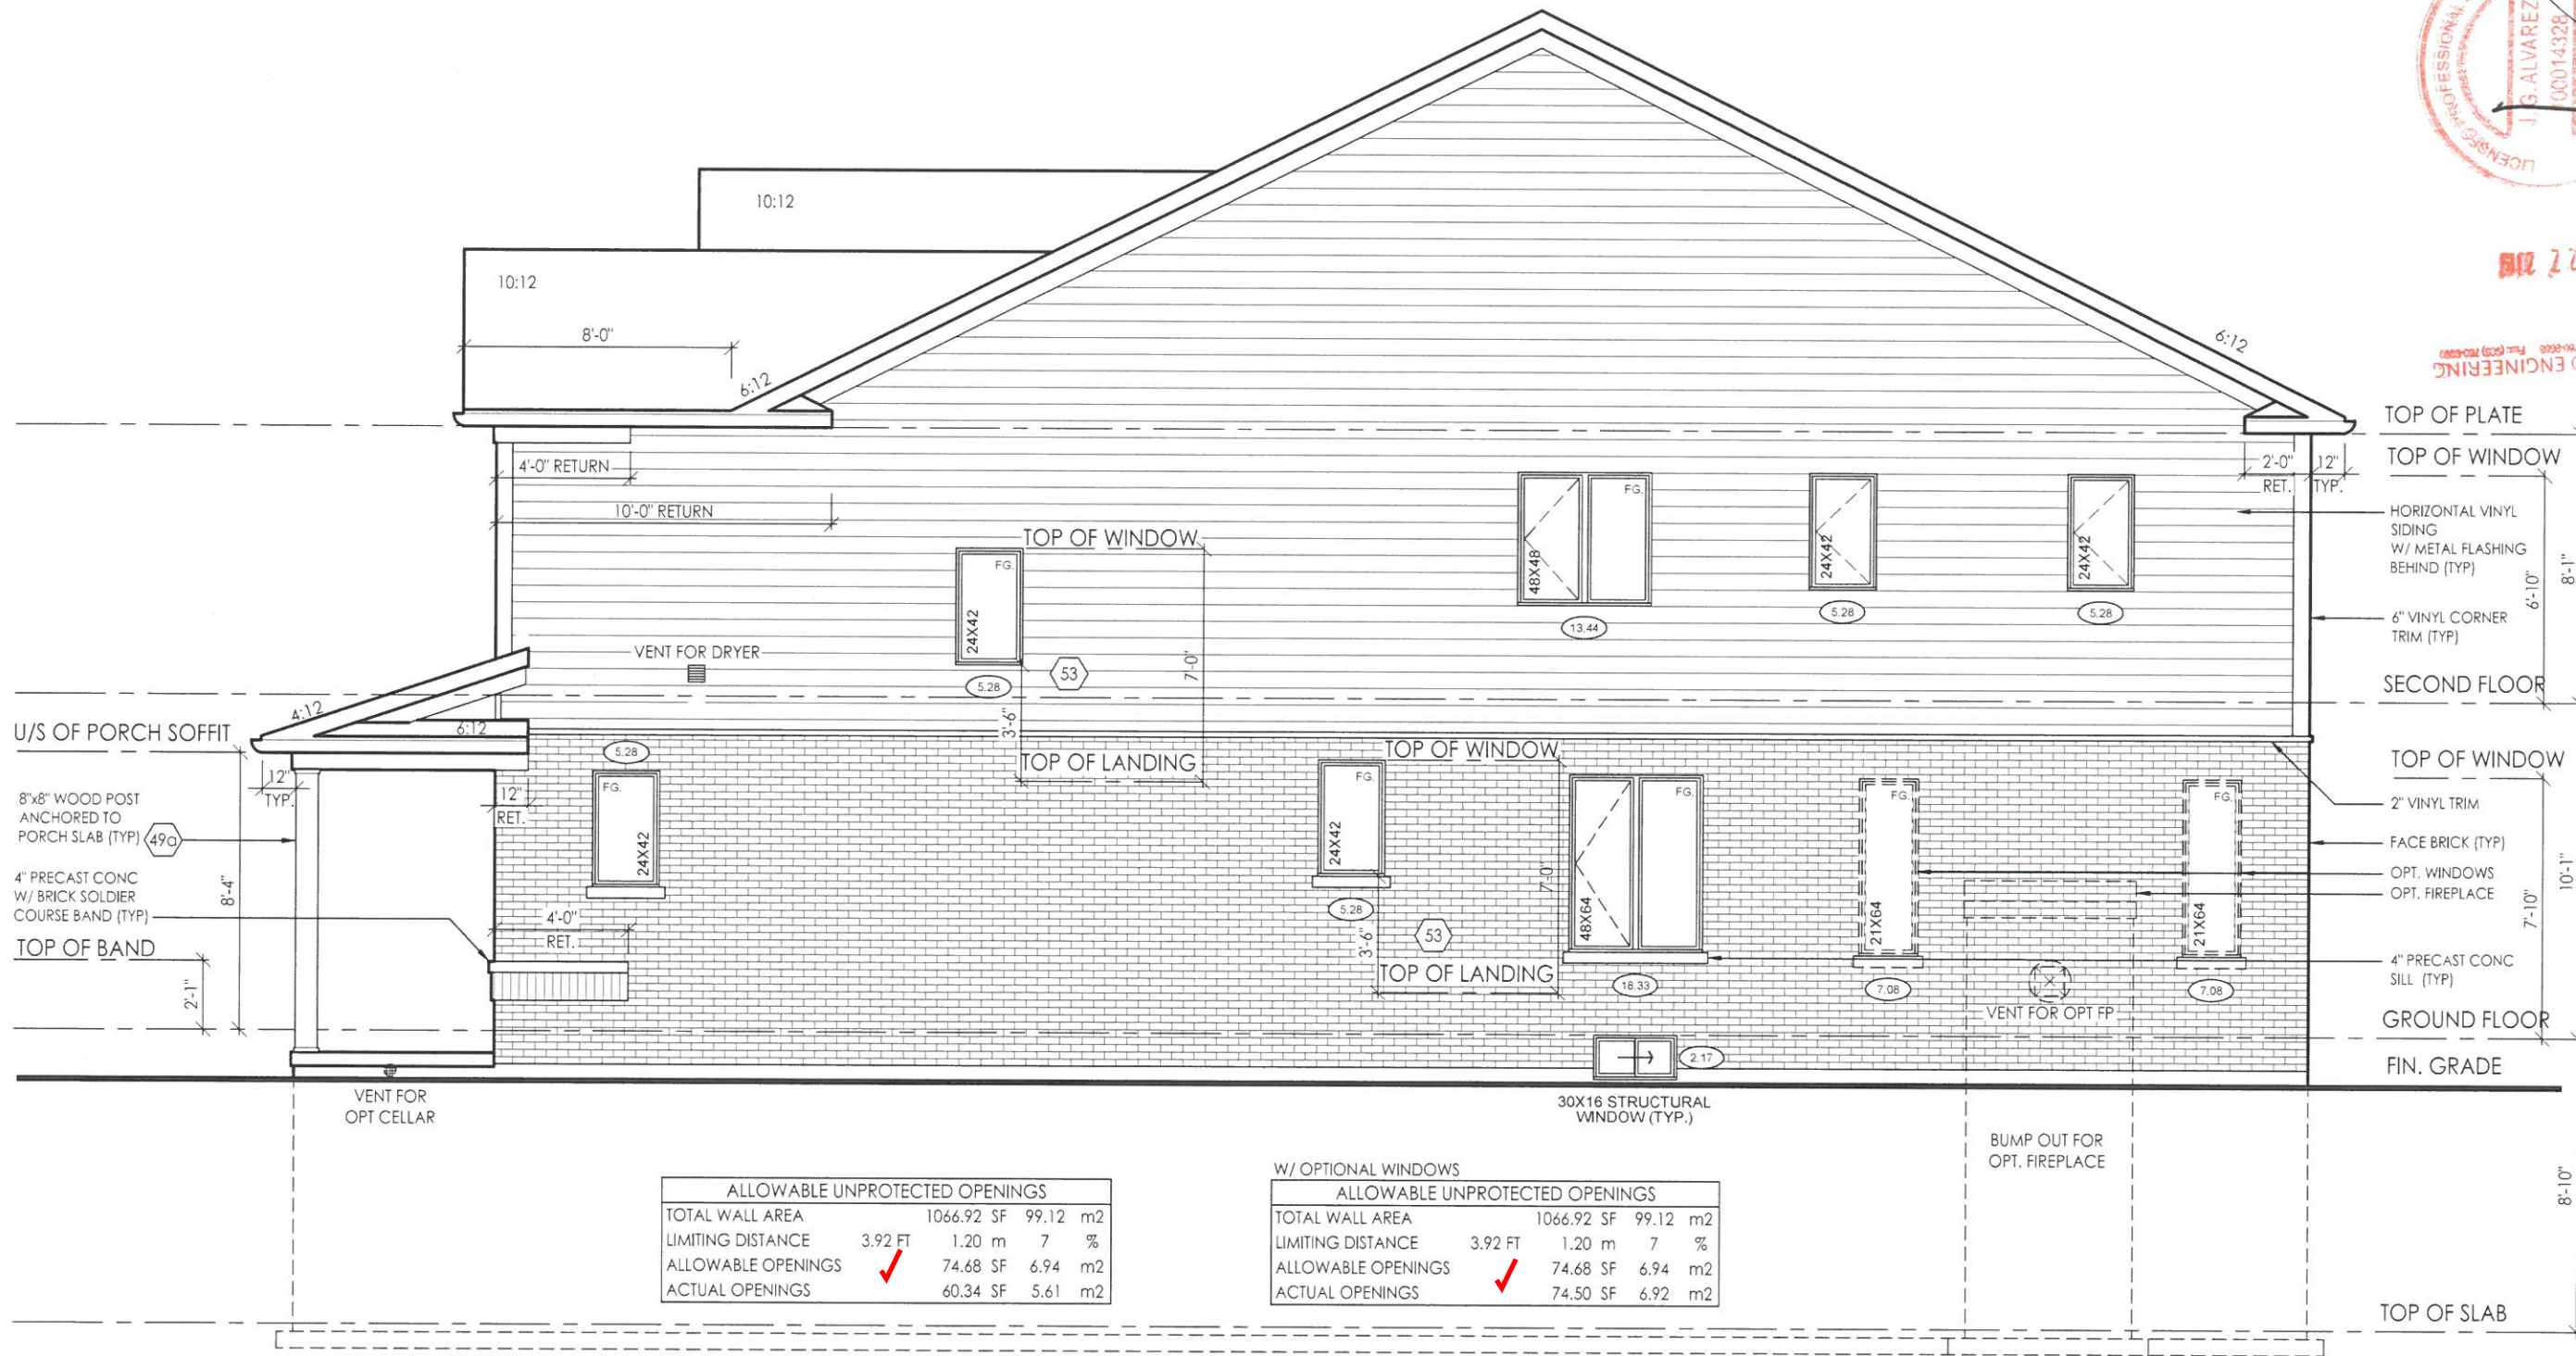 PROFESSIONAL
LICENSED PROFESSIONAL
J.G. ALVAREZ
100014328
ENGINEERING
10:12
10:12
8'-0"
6:12
6:12
TOP OF PLATE
4'-0" RETURN
10'-0" RETURN
2'-0"
RET.
12"
TYP.
TOP OF WINDOW
HORIZONTAL VINYL
SIDING
W/ METAL FLASHING
BEHIND (TYP)
6'-10"
8'-1"
6" VINYL CORNER
TRIM (TYP)
SECOND FLOOR
TOP OF WINDOW
FG.
24X42
5.28
53
7'-0"
3'-6"
TOP OF LANDING
VENT FOR DRYER
48X48
FG.
13.44
24X42
5.28
24X42
5.28
4:12
6:12
U/S OF PORCH SOFFIT
12"
TYP.
8"x8" WOOD POST
ANCHORED TO
PORCH SLAB (TYP)
49a
4" PRECAST CONC
W/ BRICK SOLDIER
COURSE BAND (TYP)
TOP OF BAND
8'-4"
2'-1"
12"
RET.
5.28
FG.
24X42
4'-0"
RET.
TOP OF WINDOW
FG.
24X42
5.28
53
7'-0"
3'-6"
TOP OF LANDING
FG.
48X64
18.33
FG.
21X64
7.08
FG.
21X64
7.08
VENT FOR OPT FP
TOP OF WINDOW
2" VINYL TRIM
FACE BRICK (TYP)
OPT. WINDOWS
OPT. FIREPLACE
7'-10"
10'-1"
4" PRECAST CONC
SILL (TYP)
GROUND FLOOR
FIN. GRADE
2.17
30X16 STRUCTURAL
WINDOW (TYP.)
VENT FOR
OPT CELLAR
BUMP OUT FOR
OPT. FIREPLACE
8'-10"
TOP OF SLAB
ALLOWABLE UNPROTECTED OPENINGS
TOTAL WALL AREA 1066.92 SF 99.12 m2
LIMITING DISTANCE 3.92 FT 1.20 m 7 %
ALLOWABLE OPENINGS 74.68 SF 6.94 m2
ACTUAL OPENINGS 60.34 SF 5.61 m2
W/ OPTIONAL WINDOWS
ALLOWABLE UNPROTECTED OPENINGS
TOTAL WALL AREA 1066.92 SF 99.12 m2
LIMITING DISTANCE 3.92 FT 1.20 m 7 %
ALLOWABLE OPENINGS 74.68 SF 6.94 m2
ACTUAL OPENINGS 74.50 SF 6.92 m2